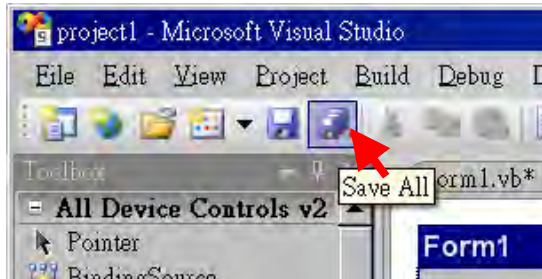 project1 - Microsoft Visual Studio
File Edit View Project Build Debug D
Toolbox
Save All
orm1.vb*
All Device Controls v2
Pointer
Form1
BindingSource